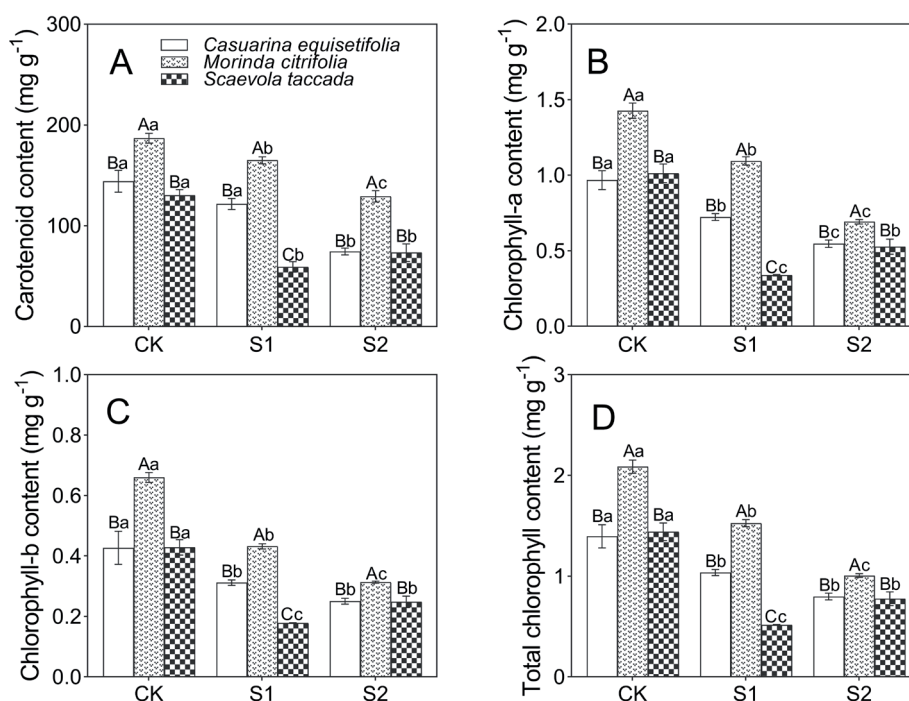 A
Carotenoid content (mg g⁻¹)
300
200
100
0
Casuarina equisetifolia
Morinda citrifolia
Scaevola taccada
Ba Aa Ba
Ba Ab Cb
Bb Ac Bb
CK S1 S2
B
Chlorophyll-a content (mg g⁻¹)
2.0
1.5
1.0
0.5
0.0
Ba Aa Ba
Bb Ab Cc
Bc Ac Bb
CK S1 S2
C
Chlorophyll-b content (mg g⁻¹)
1.0
0.8
0.6
0.4
0.2
0.0
Ba Aa Ba
Bb Ab Cc
Bb Ac Bb
CK S1 S2
D
Total chlorophyll content (mg g⁻¹)
3
2
1
0
Ba Aa Ba
Bb Ab Cc
Bb Ac Bb
CK S1 S2